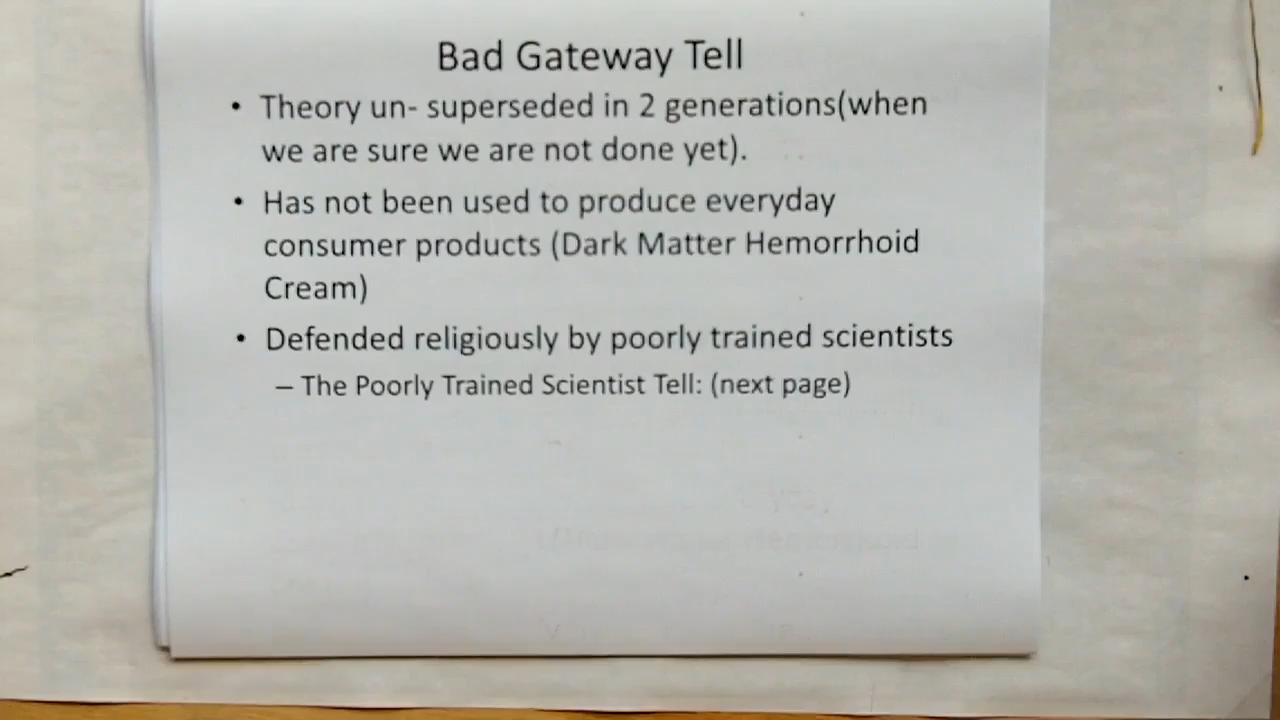 Bad Gateway Tell
• Theory un- superseded in 2 generations(when
we are sure we are not done yet).
• Has not been used to produce everyday
consumer products (Dark Matter Hemorrhoid
Cream)
• Defended religiously by poorly trained scientists
– The Poorly Trained Scientist Tell: (next page)